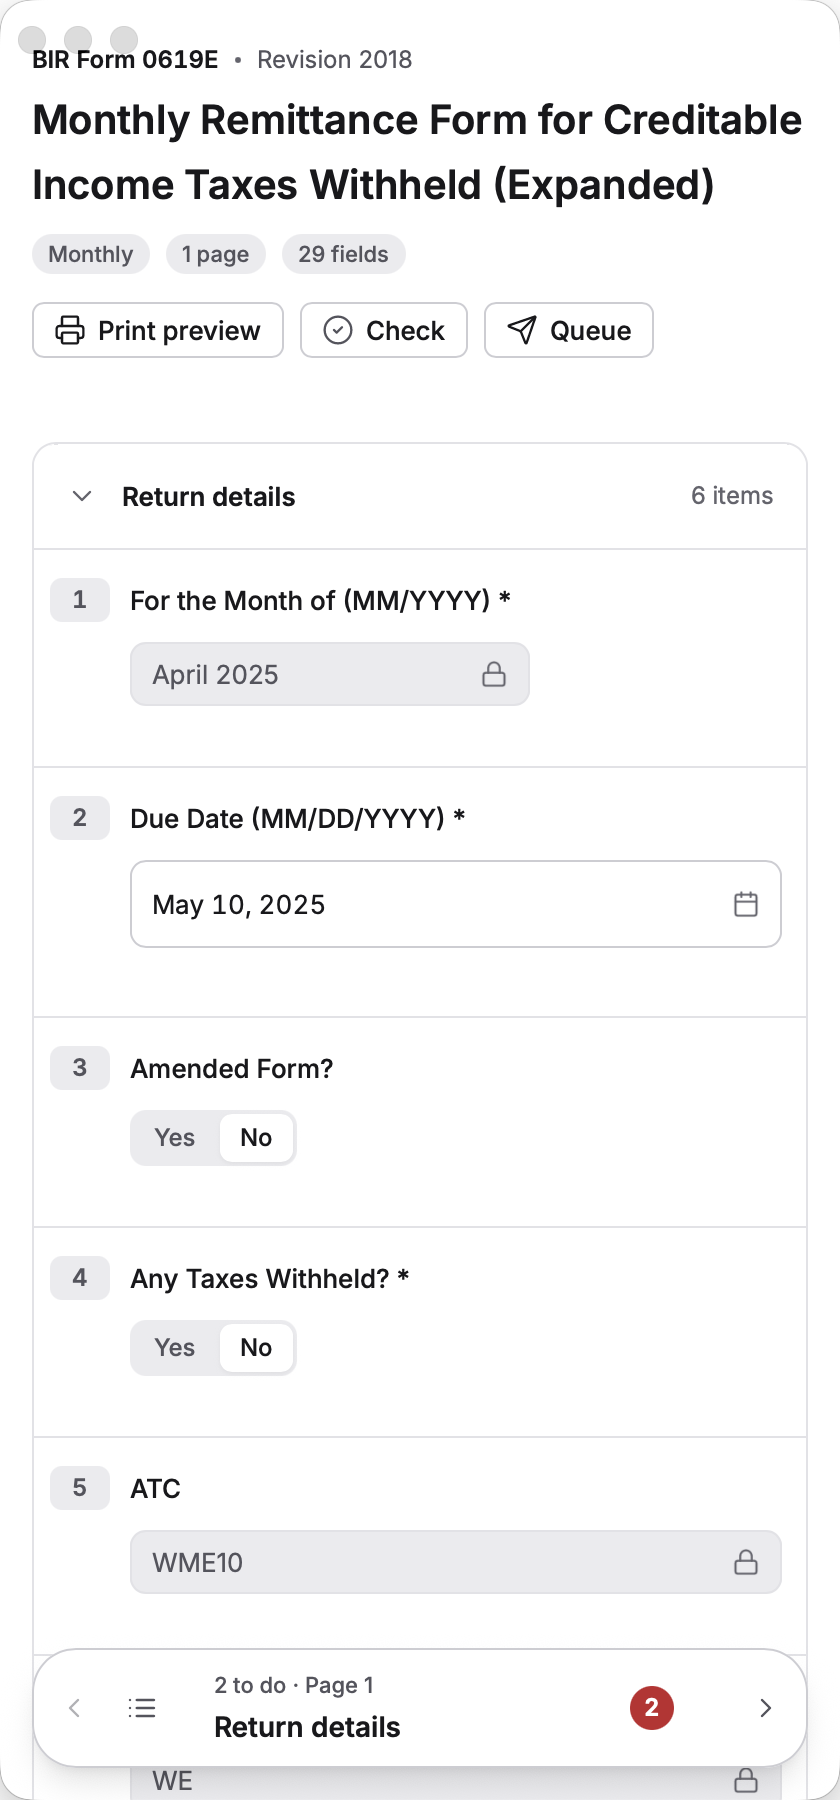 BIR Form 0619E • Revision 2018
Monthly Remittance Form for Creditable
Income Taxes Withheld (Expanded)
Monthly 1 page 29 fields
Print preview Check Queue
Return details 6 items
1 For the Month of (MM/YYYY) *
April 2025
2 Due Date (MM/DD/YYYY) *
May 10, 2025
3 Amended Form?
Yes No
4 Any Taxes Withheld? *
Yes No
5 ATC
WME10
2 to do · Page 1
Return details
2
WE